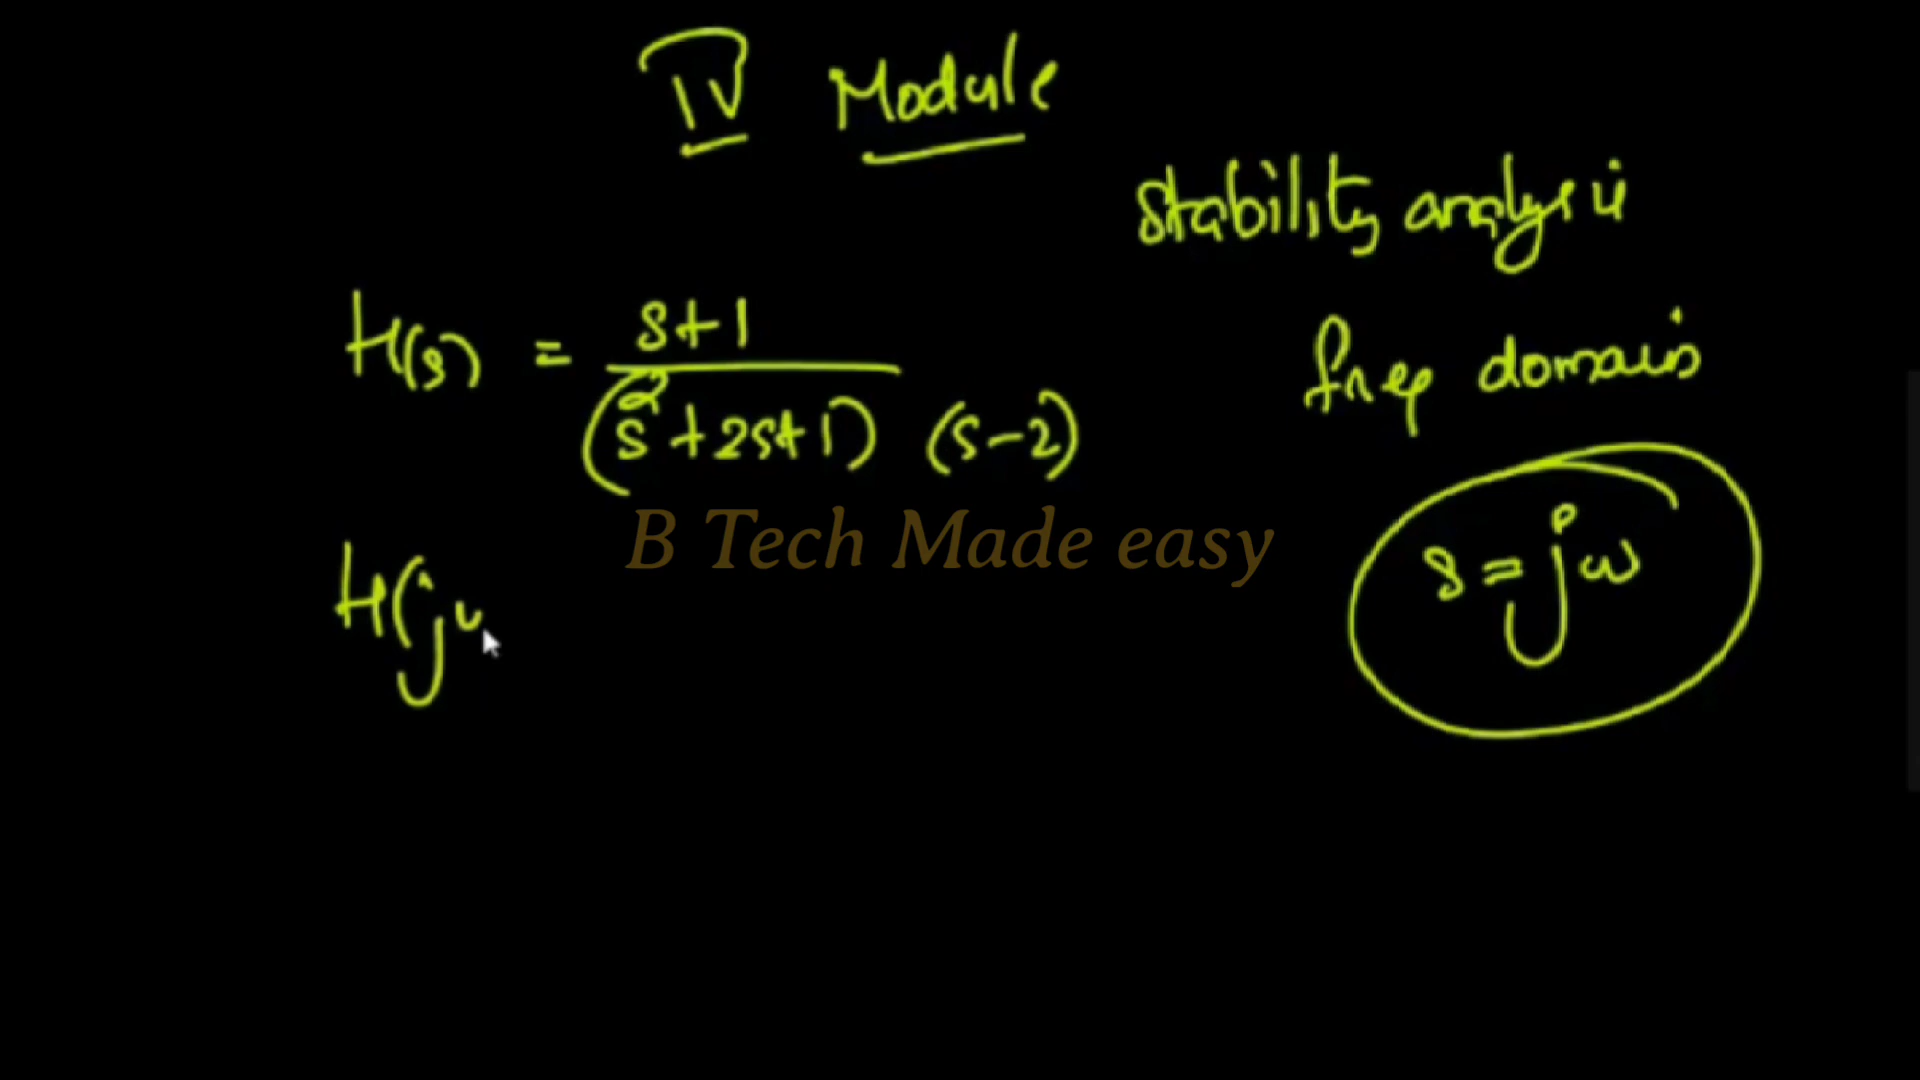 IV Module
stability analysis
H(s) = s+1
(s²+2s+1) (s-2)
freq domain
B Tech Made easy
s=jω
H(jω